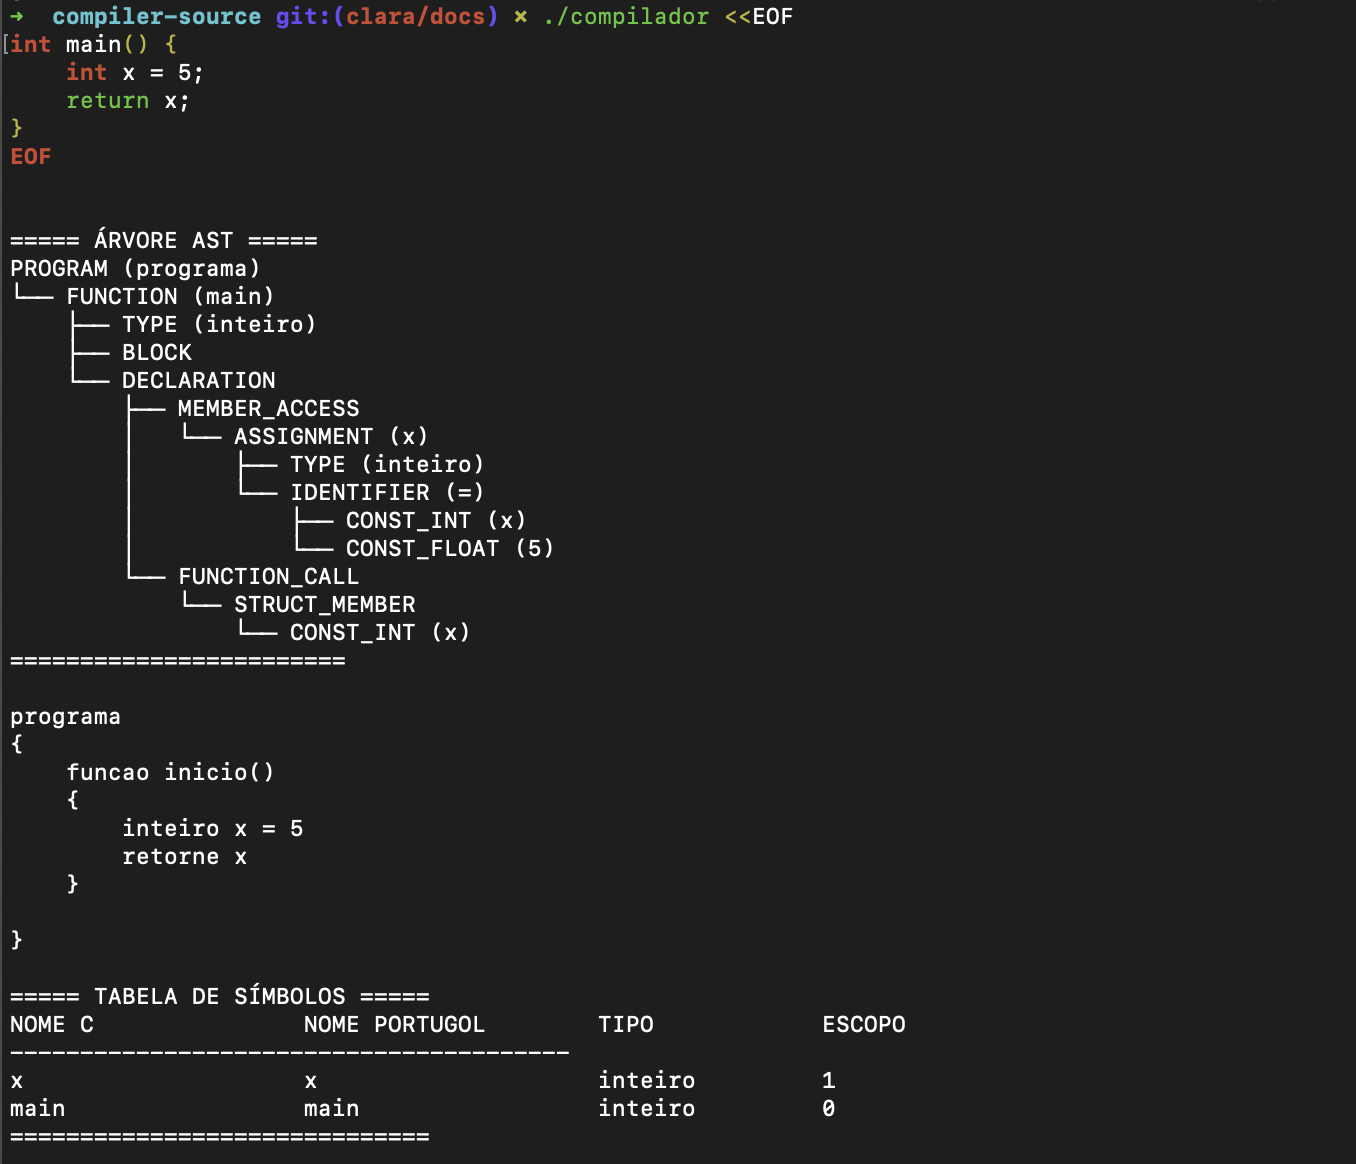 ➜  compiler-source git:(clara/docs) ✗ ./compilador <<EOF
int main() {
    int x = 5;
    return x;
}
EOF
===== ÁRVORE AST =====
PROGRAM (programa)
└── FUNCTION (main)
    ├── TYPE (inteiro)
    ├── BLOCK
    └── DECLARATION
        ├── MEMBER_ACCESS
        │   └── ASSIGNMENT (x)
        │       ├── TYPE (inteiro)
        │       └── IDENTIFIER (=)
        │           ├── CONST_INT (x)
        │           └── CONST_FLOAT (5)
        └── FUNCTION_CALL
            └── STRUCT_MEMBER
                └── CONST_INT (x)
========================
programa
{
    funcao inicio()
    {
        inteiro x = 5
        retorne x
    }
}
===== TABELA DE SÍMBOLOS =====
NOME C               NOME PORTUGOL        TIPO            ESCOPO
----------------------------------------
x                    x                    inteiro         1
main                 main                 inteiro         0
==============================